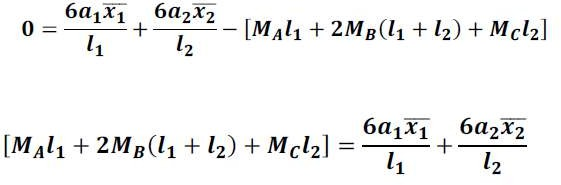 0 = 6a₁x̄₁/l₁ + 6a₂x̄₂/l₂ − [M_A l₁ + 2M_B(l₁ + l₂) + M_C l₂]
[M_A l₁ + 2M_B(l₁ + l₂) + M_C l₂] = 6a₁x̄₁/l₁ + 6a₂x̄₂/l₂